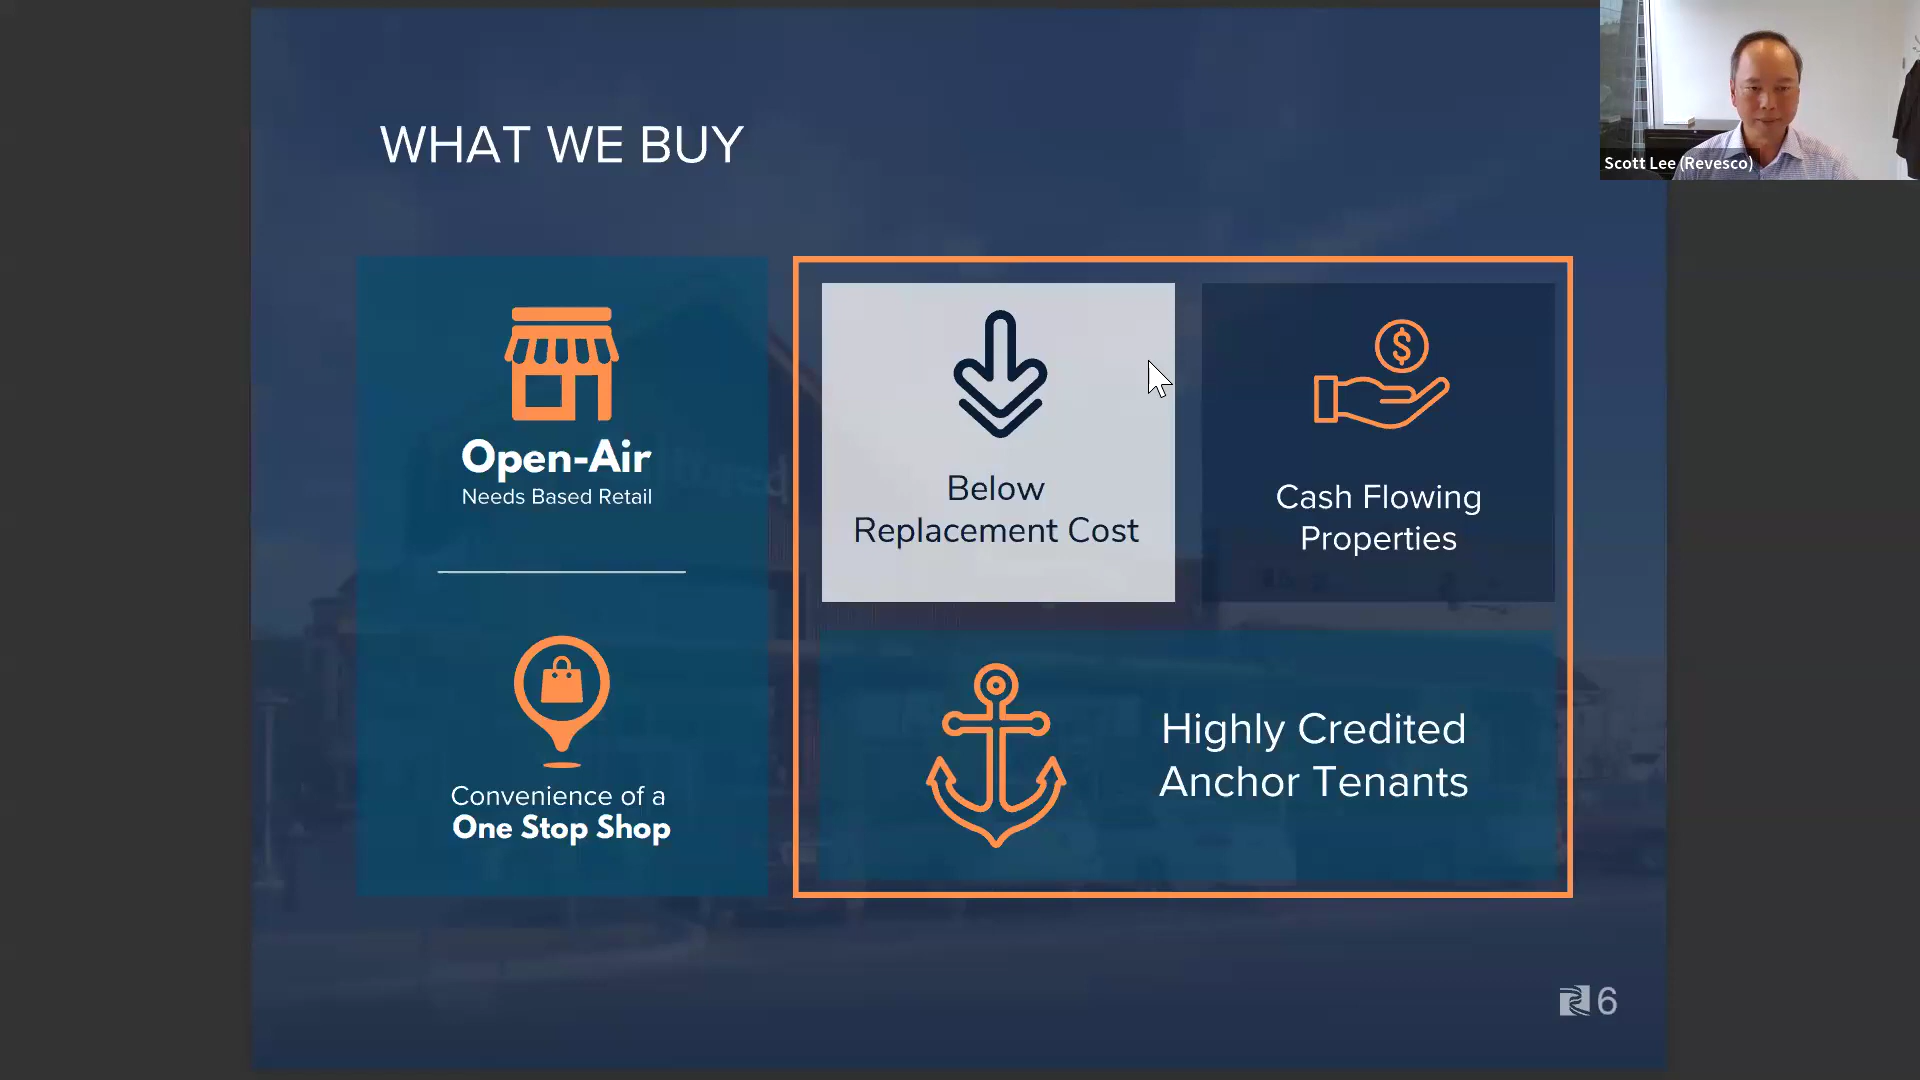 WHAT WE BUY
Scott Lee (Revesco)
Open-Air
Needs Based Retail
Convenience of a
One Stop Shop
Below
Replacement Cost
$
Cash Flowing
Properties
Highly Credited
Anchor Tenants
6